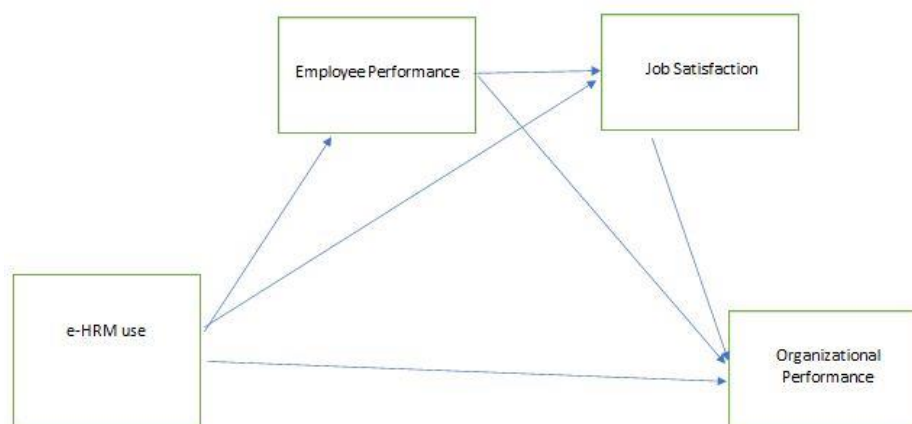 Employee Performance
Job Satisfaction
e-HRM use
Organizational
Performance